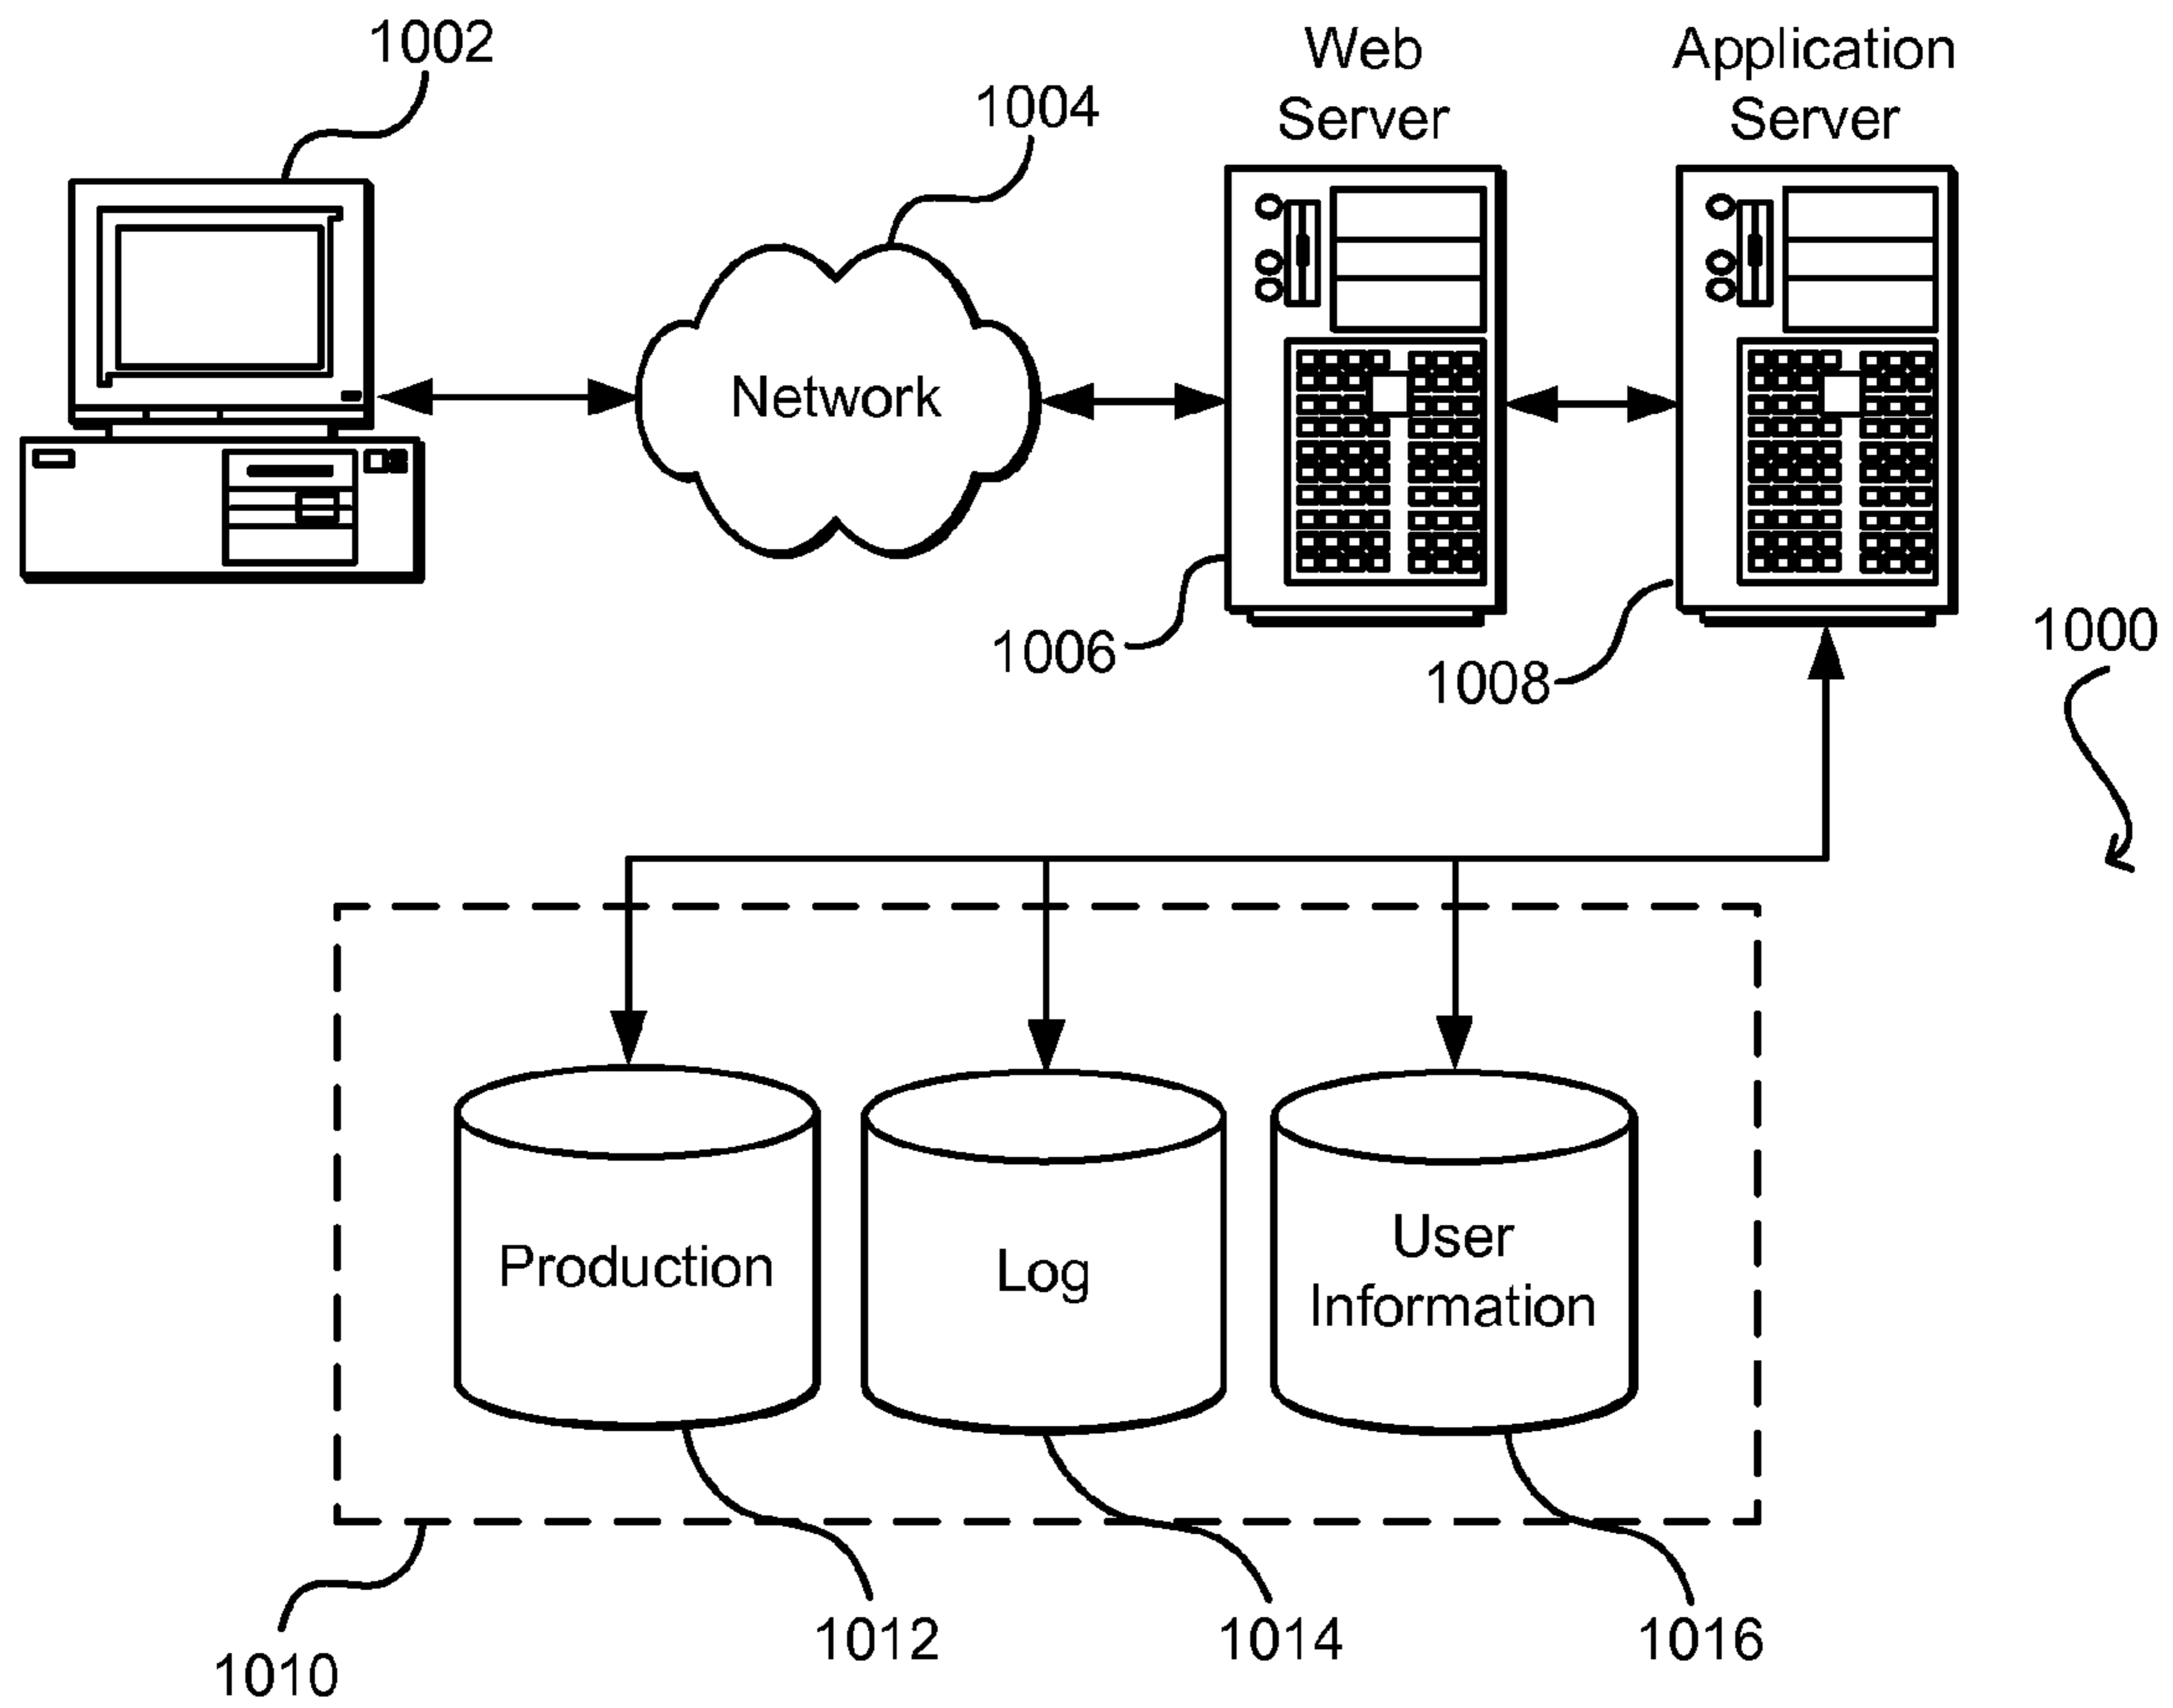 1002
1004
Web
Server
Application
Server
Network
1006
1008
1000
Production
Log
User
Information
1010
1012
1014
1016